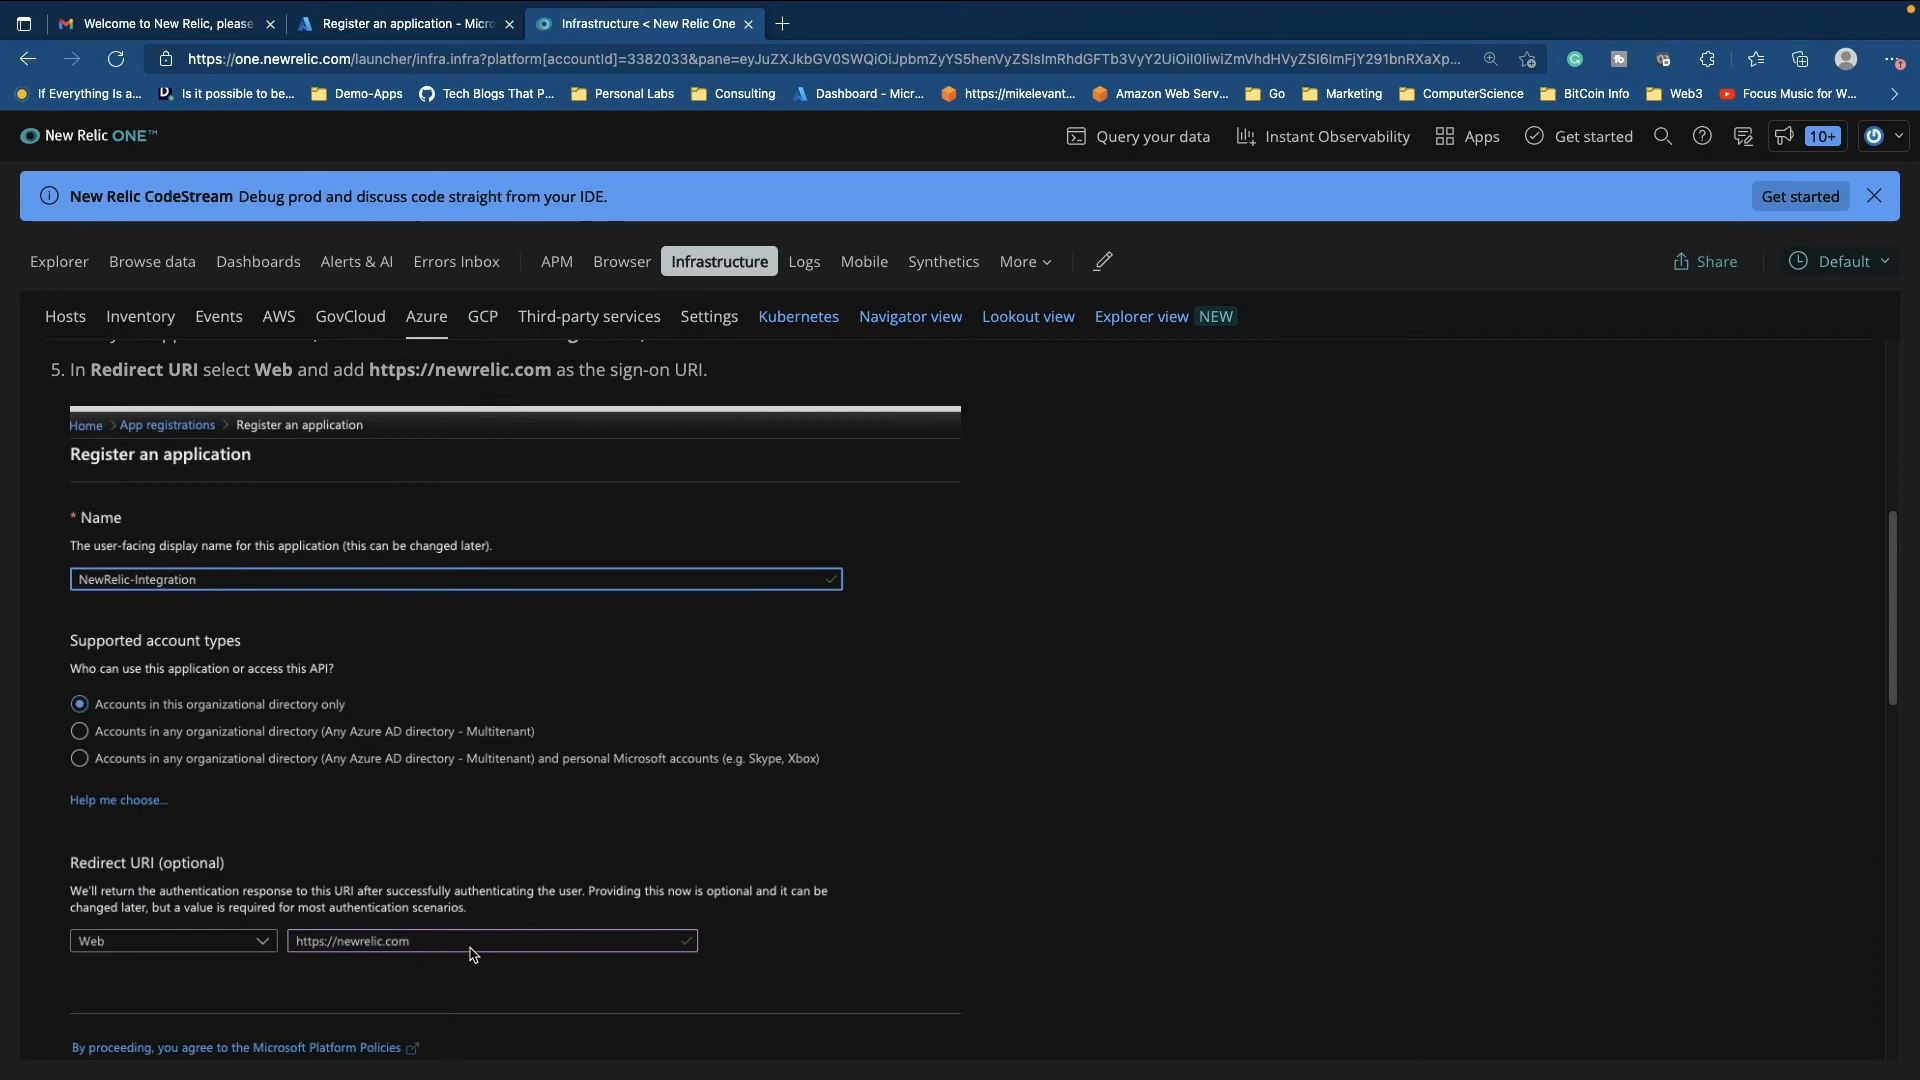 Welcome to New Relic, please
Register an application - Micro
Infrastructure < New Relic One
https://one.newrelic.com/launcher/infra.infra?platform[accountId]=3382033&pane=
If Everything Is a...
Is it possible to be...
Demo-Apps
Tech Blogs That P...
Personal Labs
Consulting
Dashboard - Micr...
https://mikelevant...
Amazon Web Serv...
Go
Marketing
ComputerScience
BitCoin Info
Web3
Focus Music for W...
New Relic ONE™
Query your data
Instant Observability
Apps
Get started
10+
New Relic CodeStream Debug prod and discuss code straight from your IDE.
Get started
Explorer
Browse data
Dashboards
Alerts & AI
Errors Inbox
APM
Browser
Infrastructure
Logs
Mobile
Synthetics
More
Share
Default
Hosts
Inventory
Events
AWS
GovCloud
Azure
GCP
Third-party services
Settings
Kubernetes
Navigator view
Lookout view
Explorer view NEW
5. In Redirect URI select Web and add https://newrelic.com as the sign-on URI.
Home > App registrations > Register an application
Register an application
* Name
The user-facing display name for this application (this can be changed later).
NewRelic-Integration
Supported account types
Who can use this application or access this API?
Accounts in this organizational directory only
Accounts in any organizational directory (Any Azure AD directory - Multitenant)
Accounts in any organizational directory (Any Azure AD directory - Multitenant) and personal Microsoft accounts (e.g. Skype, Xbox)
Help me choose...
Redirect URI (optional)
We'll return the authentication response to this URI after successfully authenticating the user. Providing this now is optional and it can be
changed later, but a value is required for most authentication scenarios.
Web
https://newrelic.com
By proceeding, you agree to the Microsoft Platform Policies